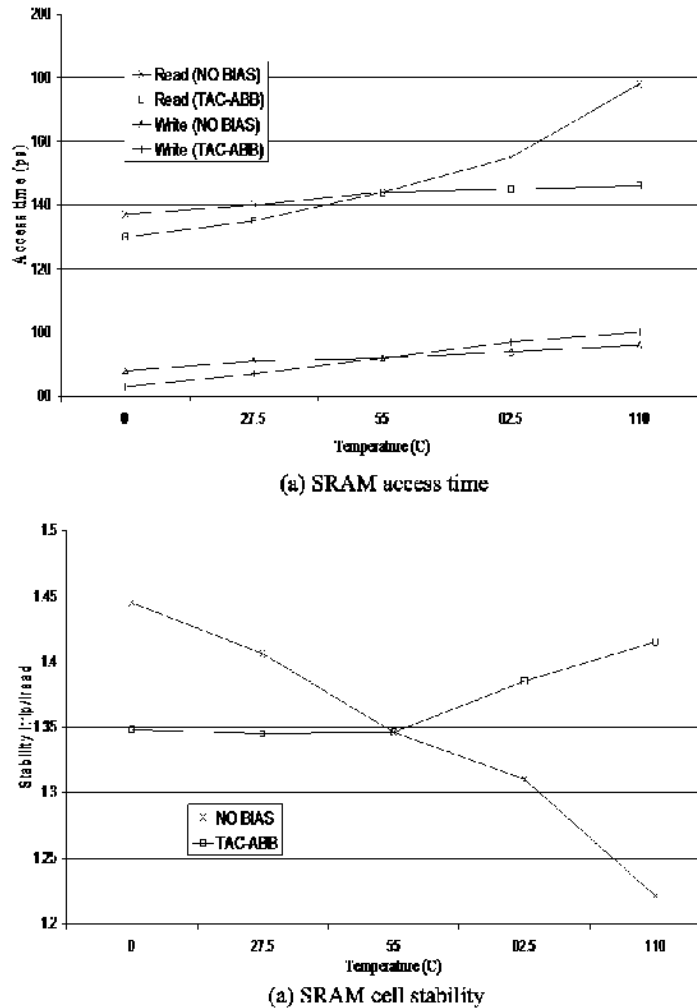 200
180
160
140
120
100
80
Access time (ps)
Read (NO BIAS)
Read (TAC-ABB)
Write (NO BIAS)
Write (TAC-ABB)
0 27.5 55 82.5 110
Temperature (C)
(a) SRAM access time
1.5
1.45
1.4
1.35
1.3
1.25
1.2
Stability Itrip/Iread
NO BIAS
TAC-ABB
0 27.5 55 82.5 110
Temperature (C)
(a) SRAM cell stability